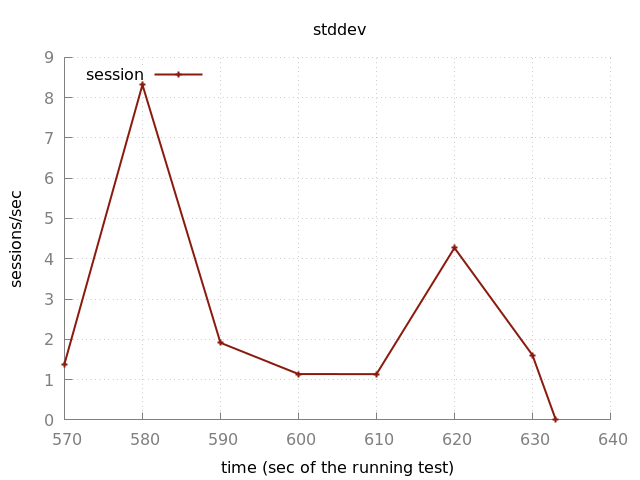 stddev
9
session
8
7
6
5
4
3
2
1
0
sessions/sec
570 580 590 600 610 620 630 640
time (sec of the running test)